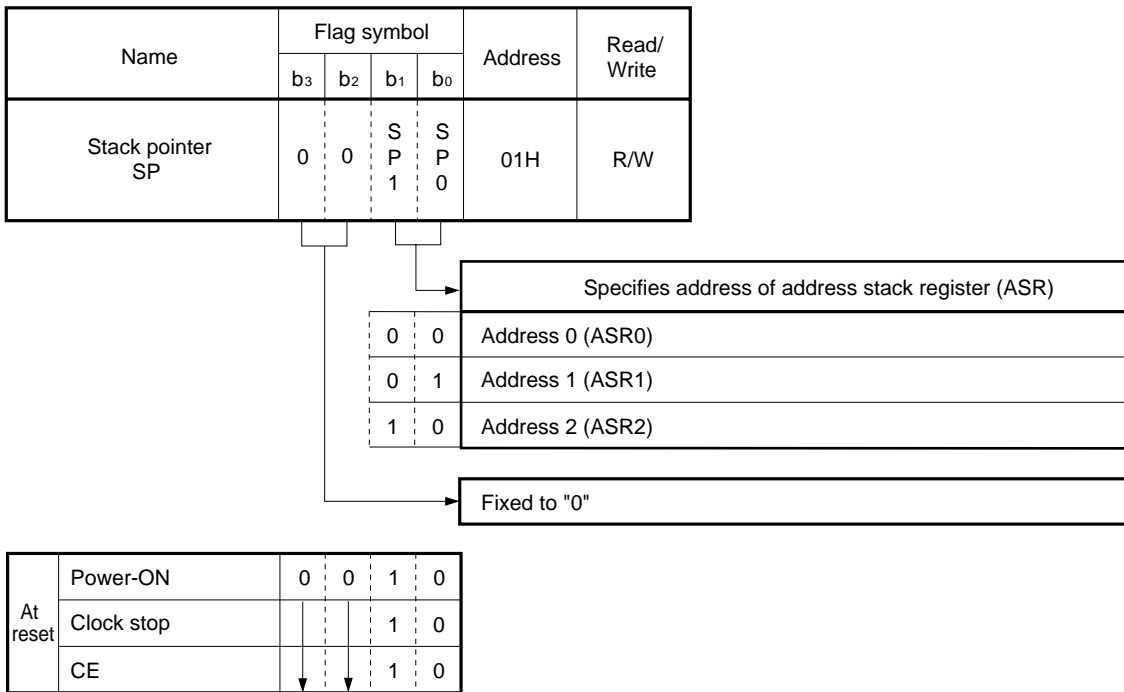 Name Flag symbol Address Read/ Write
b3 b2 b1 b0
Stack pointer SP 0 0 SP1 SP0 01H R/W
Specifies address of address stack register (ASR)
0 0 Address 0 (ASR0)
0 1 Address 1 (ASR1)
1 0 Address 2 (ASR2)
Fixed to "0"
At reset
Power-ON 0 0 1 0
Clock stop 1 0
CE 1 0